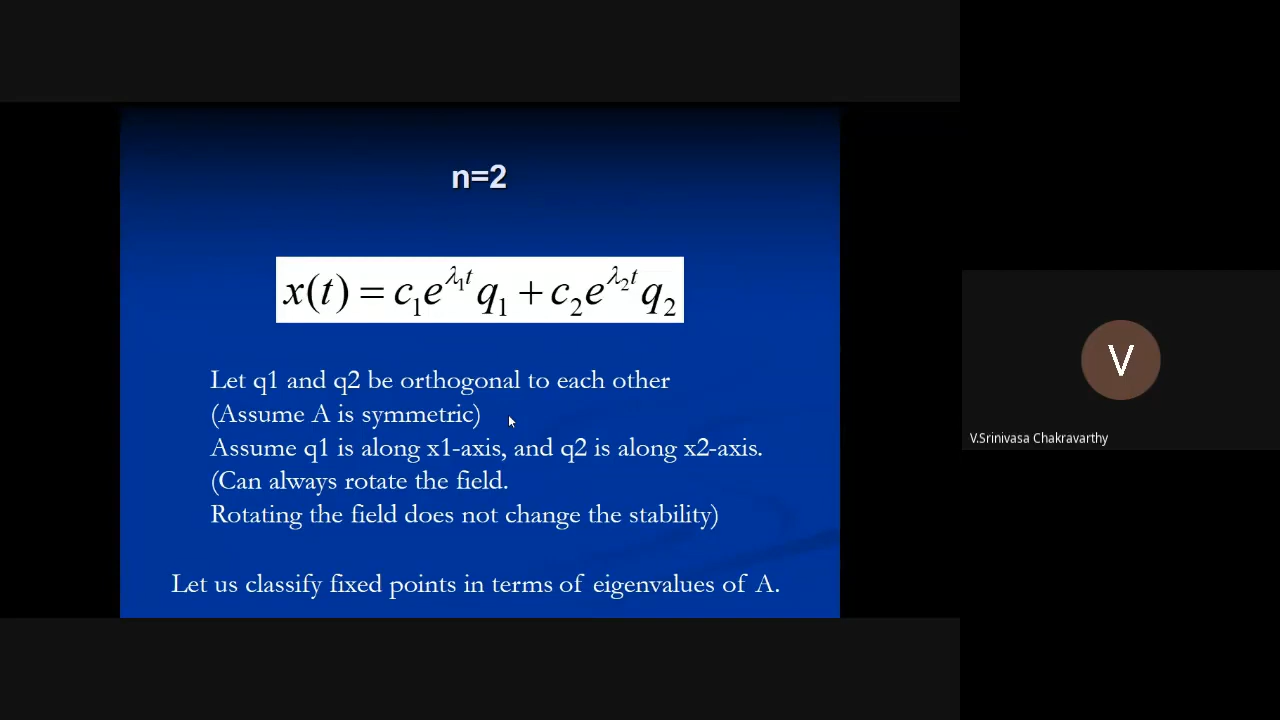 n=2
x(t) = c₁e^{λ₁t}q₁ + c₂e^{λ₂t}q₂
Let q1 and q2 be orthogonal to each other
(Assume A is symmetric)
Assume q1 is along x1-axis, and q2 is along x2-axis.
(Can always rotate the field.
Rotating the field does not change the stability)
Let us classify fixed points in terms of eigenvalues of A.
V
V.Srinivasa Chakravarthy